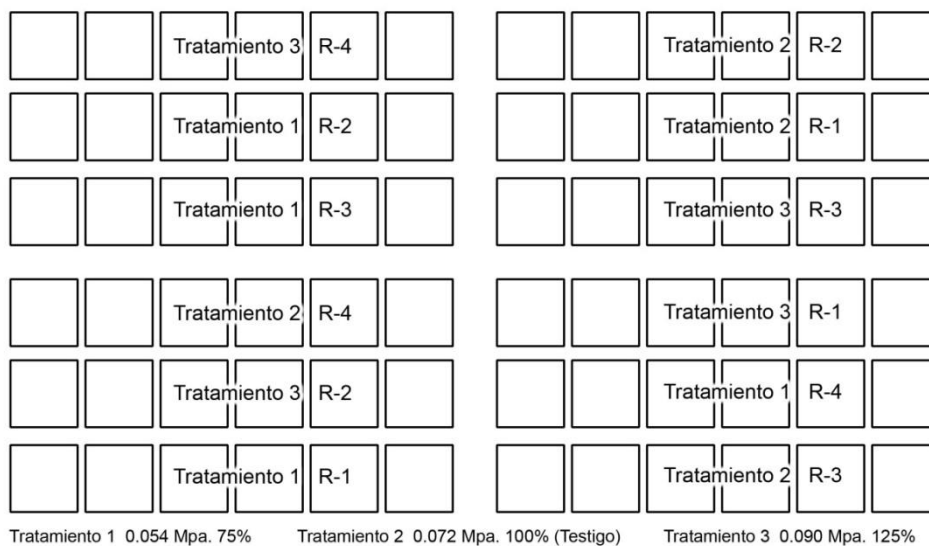 Tratamiento 3 R-4
Tratamiento 2 R-2
Tratamiento 1 R-2
Tratamiento 2 R-1
Tratamiento 1 R-3
Tratamiento 3 R-3
Tratamiento 2 R-4
Tratamiento 3 R-1
Tratamiento 3 R-2
Tratamiento 1 R-4
Tratamiento 1 R-1
Tratamiento 2 R-3
Tratamiento 1 0.054 Mpa. 75%
Tratamiento 2 0.072 Mpa. 100% (Testigo)
Tratamiento 3 0.090 Mpa. 125%